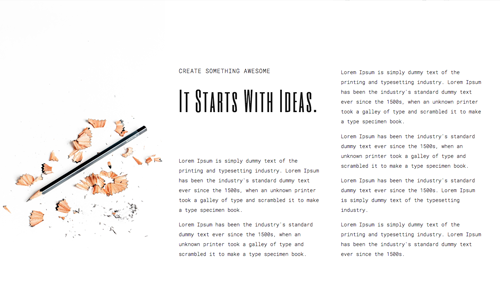 CREATE SOMETHING AWESOME
It Starts With Ideas.
Lorem Ipsum is simply dummy text of the
printing and typesetting industry. Lorem Ipsum
has been the industry's standard dummy text
ever since the 1500s, when an unknown printer
took a galley of type and scrambled it to make
a type specimen book.
Lorem Ipsum has been the industry's standard
dummy text ever since the 1500s, when an
unknown printer took a galley of type and
scrambled it to make a type specimen book.
Lorem Ipsum is simply dummy text of the
printing and typesetting industry. Lorem Ipsum
has been the industry's standard dummy text
ever since the 1500s, when an unknown printer
took a galley of type and scrambled it to make
a type specimen book.
Lorem Ipsum has been the industry's standard
dummy text ever since the 1500s, when an
unknown printer took a galley of type and
scrambled it to make a type specimen book.
Lorem Ipsum is simply dummy text of the
printing and typesetting industry. Lorem Ipsum
is simply dummy text of the typesetting
industry.
Lorem Ipsum is simply dummy text of the
printing and typesetting industry. Lorem Ipsum
has been the industry's standard dummy text
ever since the 1500s.